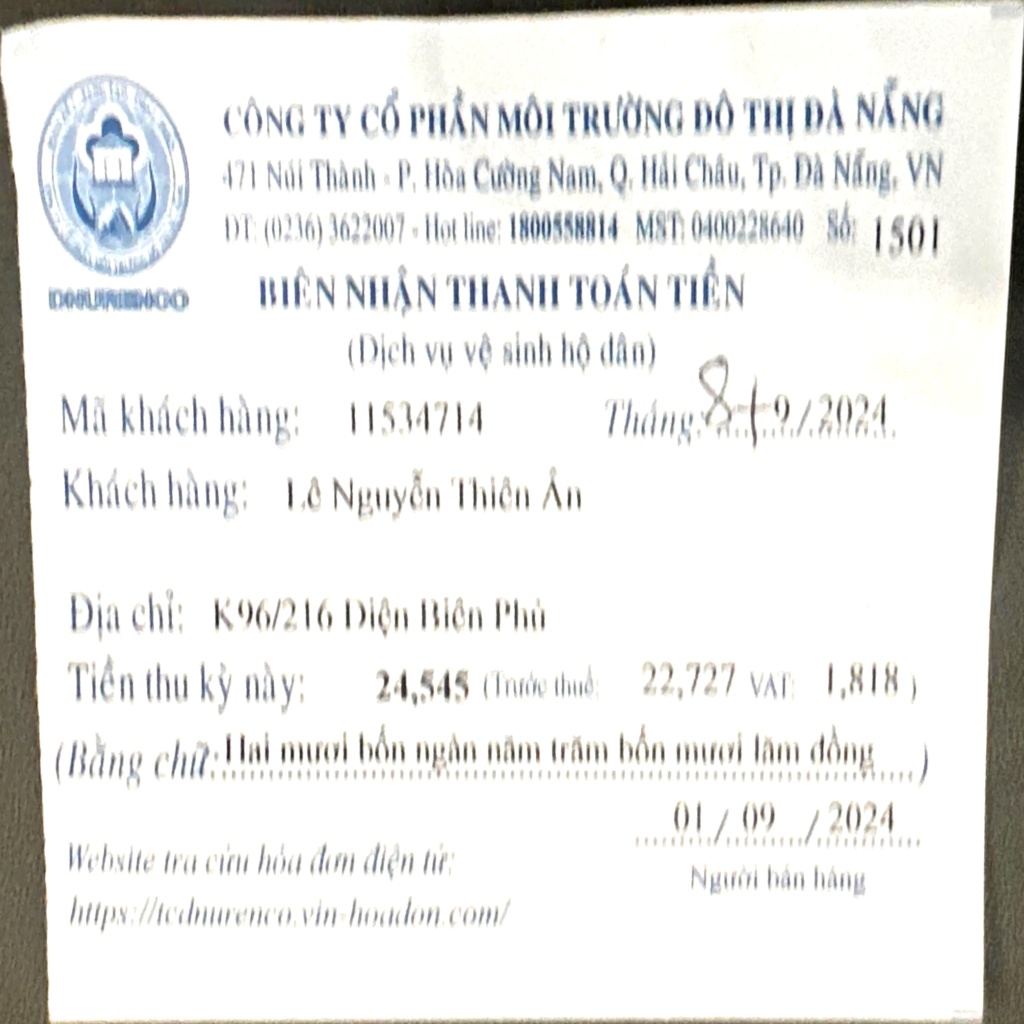 CÔNG TY CỔ PHẦN MÔI TRƯỜNG ĐÔ THỊ ĐÀ NẴNG
471 Núi Thành - P. Hòa Cường Nam, Q. Hải Châu, Tp. Đà Nẵng, VN
ĐT: (0236) 3622007 - Hot line: 1800558814 MST: 0400228640 Số: 1501
DNURENCO
BIÊN NHẬN THANH TOÁN TIỀN
(Dịch vụ vệ sinh hộ dân)
Mã khách hàng: 11534714 Tháng: 8+9/2024
Khách hàng: Lê Nguyễn Thiên Ân
Địa chỉ: K96/216 Điện Biên Phủ
Tiền thu kỳ này: 24,545 (Trước thuế: 22,727 VAT: 1,818 )
(Bằng chữ: Hai mươi bốn ngàn năm trăm bốn mươi lăm đồng )
01 / 09 / 2024
Người bán hàng
Website tra cứu hóa đơn điện tử:
https://tcdnurenco.vin-hoadon.com/